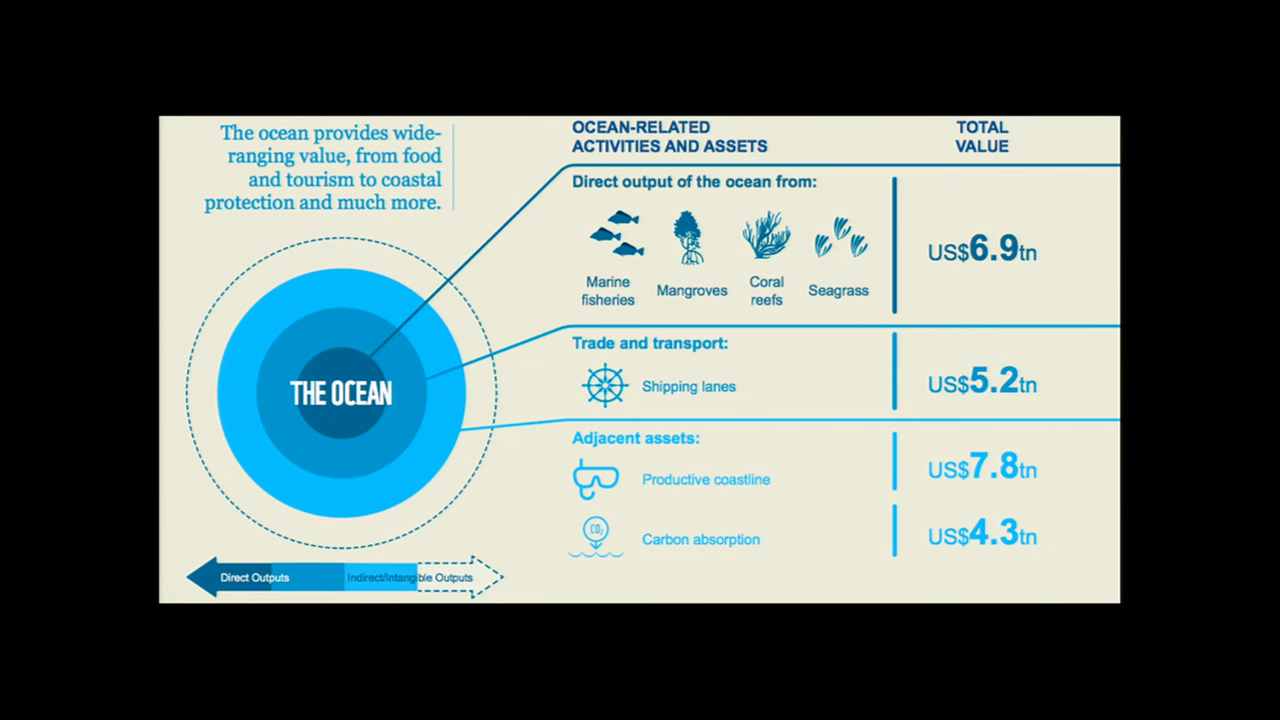 The ocean provides wide-
ranging value, from food
and tourism to coastal
protection and much more.
THE OCEAN
Direct Outputs
Indirect/Intangible Outputs
OCEAN-RELATED
ACTIVITIES AND ASSETS
TOTAL
VALUE
Direct output of the ocean from:
Marine
fisheries
Mangroves
Coral
reefs
Seagrass
US$6.9tn
Trade and transport:
Shipping lanes
US$5.2tn
Adjacent assets:
Productive coastline
US$7.8tn
CO₂
Carbon absorption
US$4.3tn